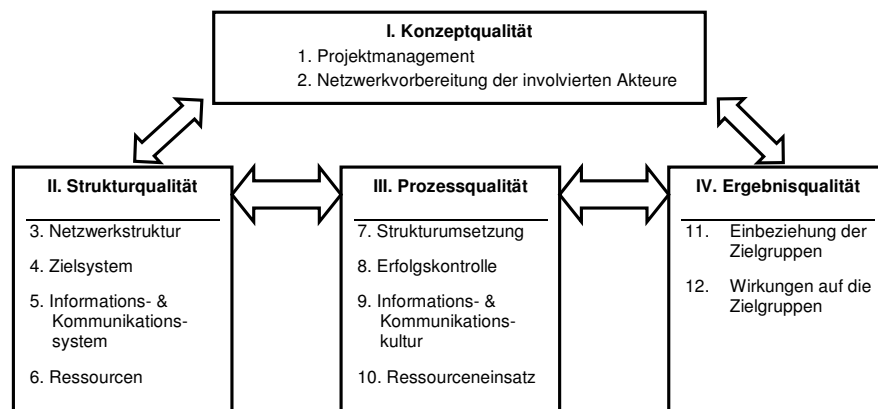 I. Konzeptqualität
1. Projektmanagement
2. Netzwerkvorbereitung der involvierten Akteure
II. Strukturqualität
3. Netzwerkstruktur
4. Zielsystem
5. Informations- &
Kommunikations-
system
6. Ressourcen
III. Prozessqualität
7. Strukturumsetzung
8. Erfolgskontrolle
9. Informations- &
Kommunikations-
kultur
10. Ressourceneinsatz
IV. Ergebnisqualität
11. Einbeziehung der
Zielgruppen
12. Wirkungen auf die
Zielgruppen